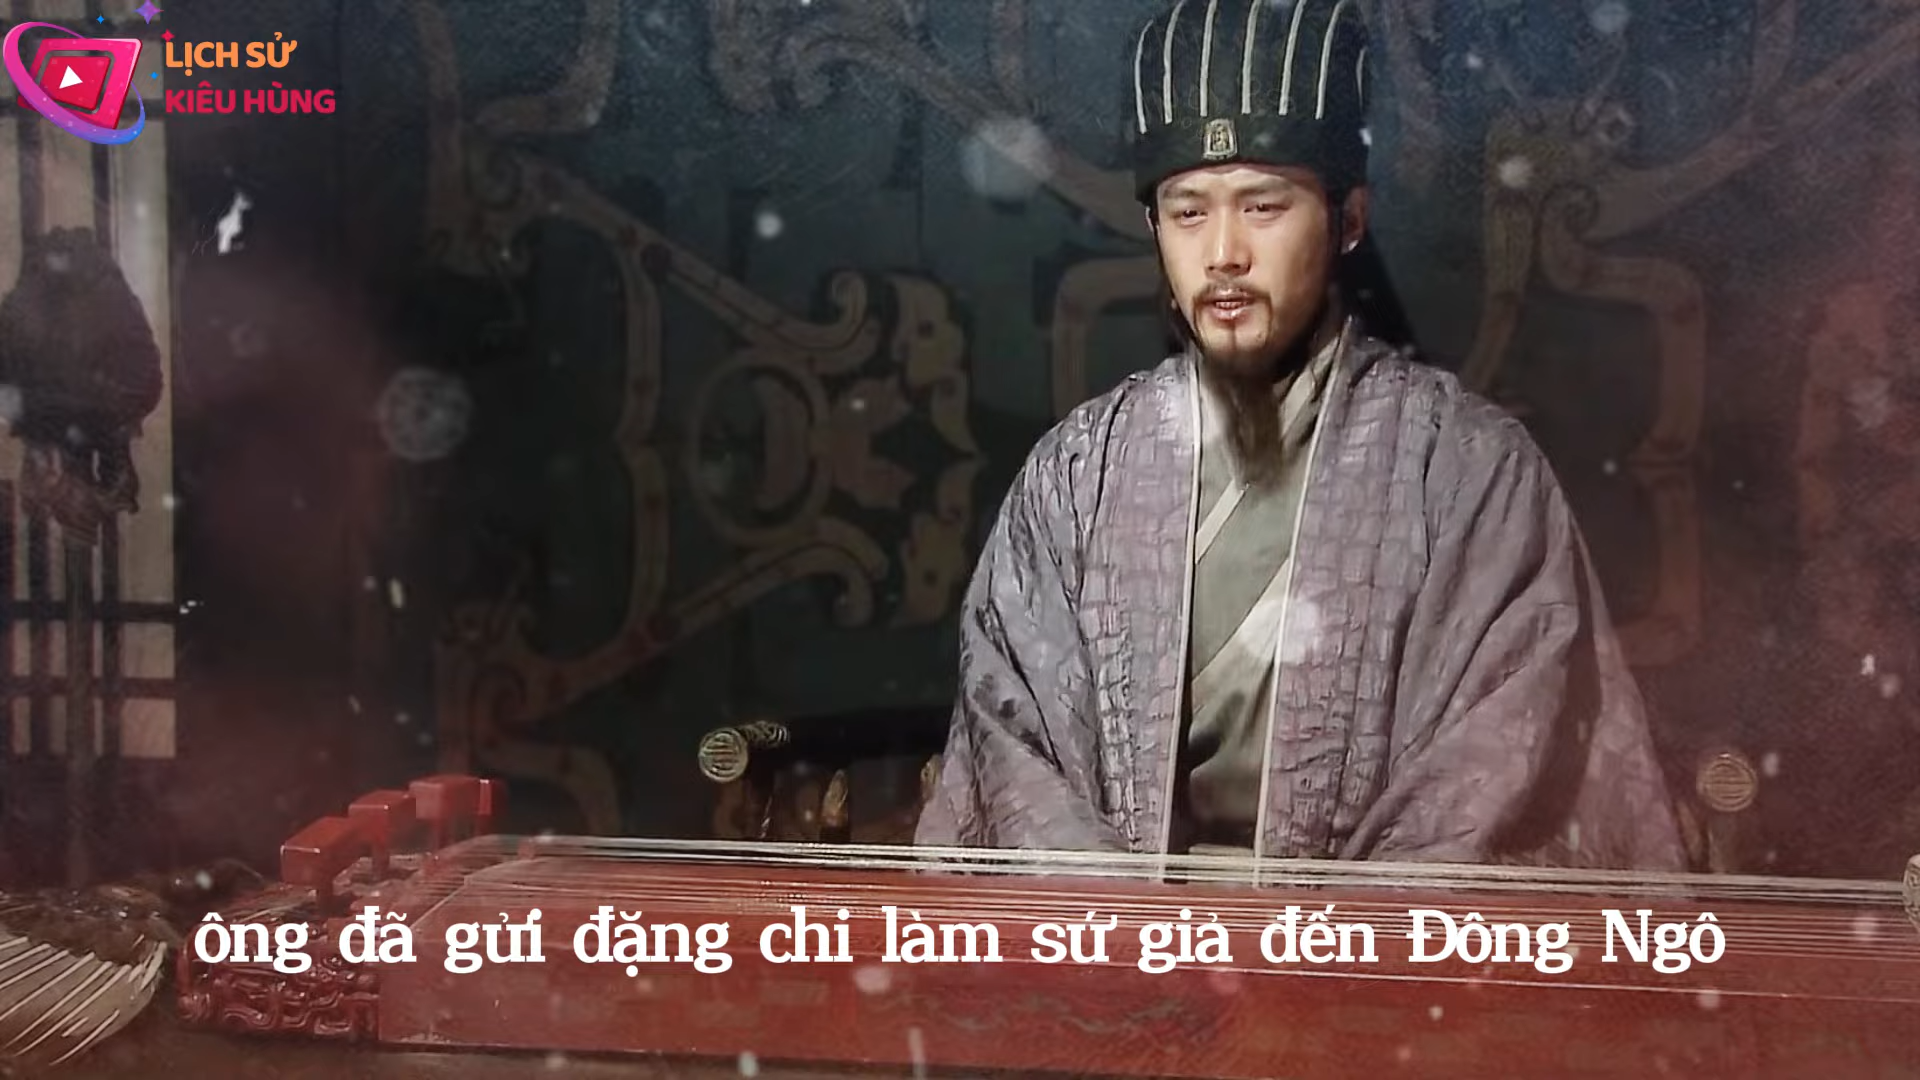 LỊCH SỬ
KIÊU HÙNG
ông đã gửi đặng chi làm sứ giả đến Đông Ngô